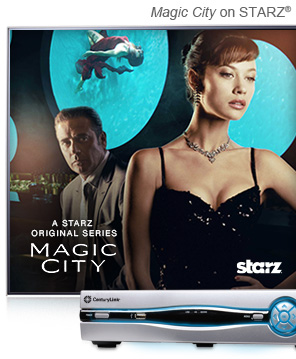 Magic City on STARZ®
A STARZ
ORIGINAL SERIES
MAGIC
CITY
starz
CenturyLink